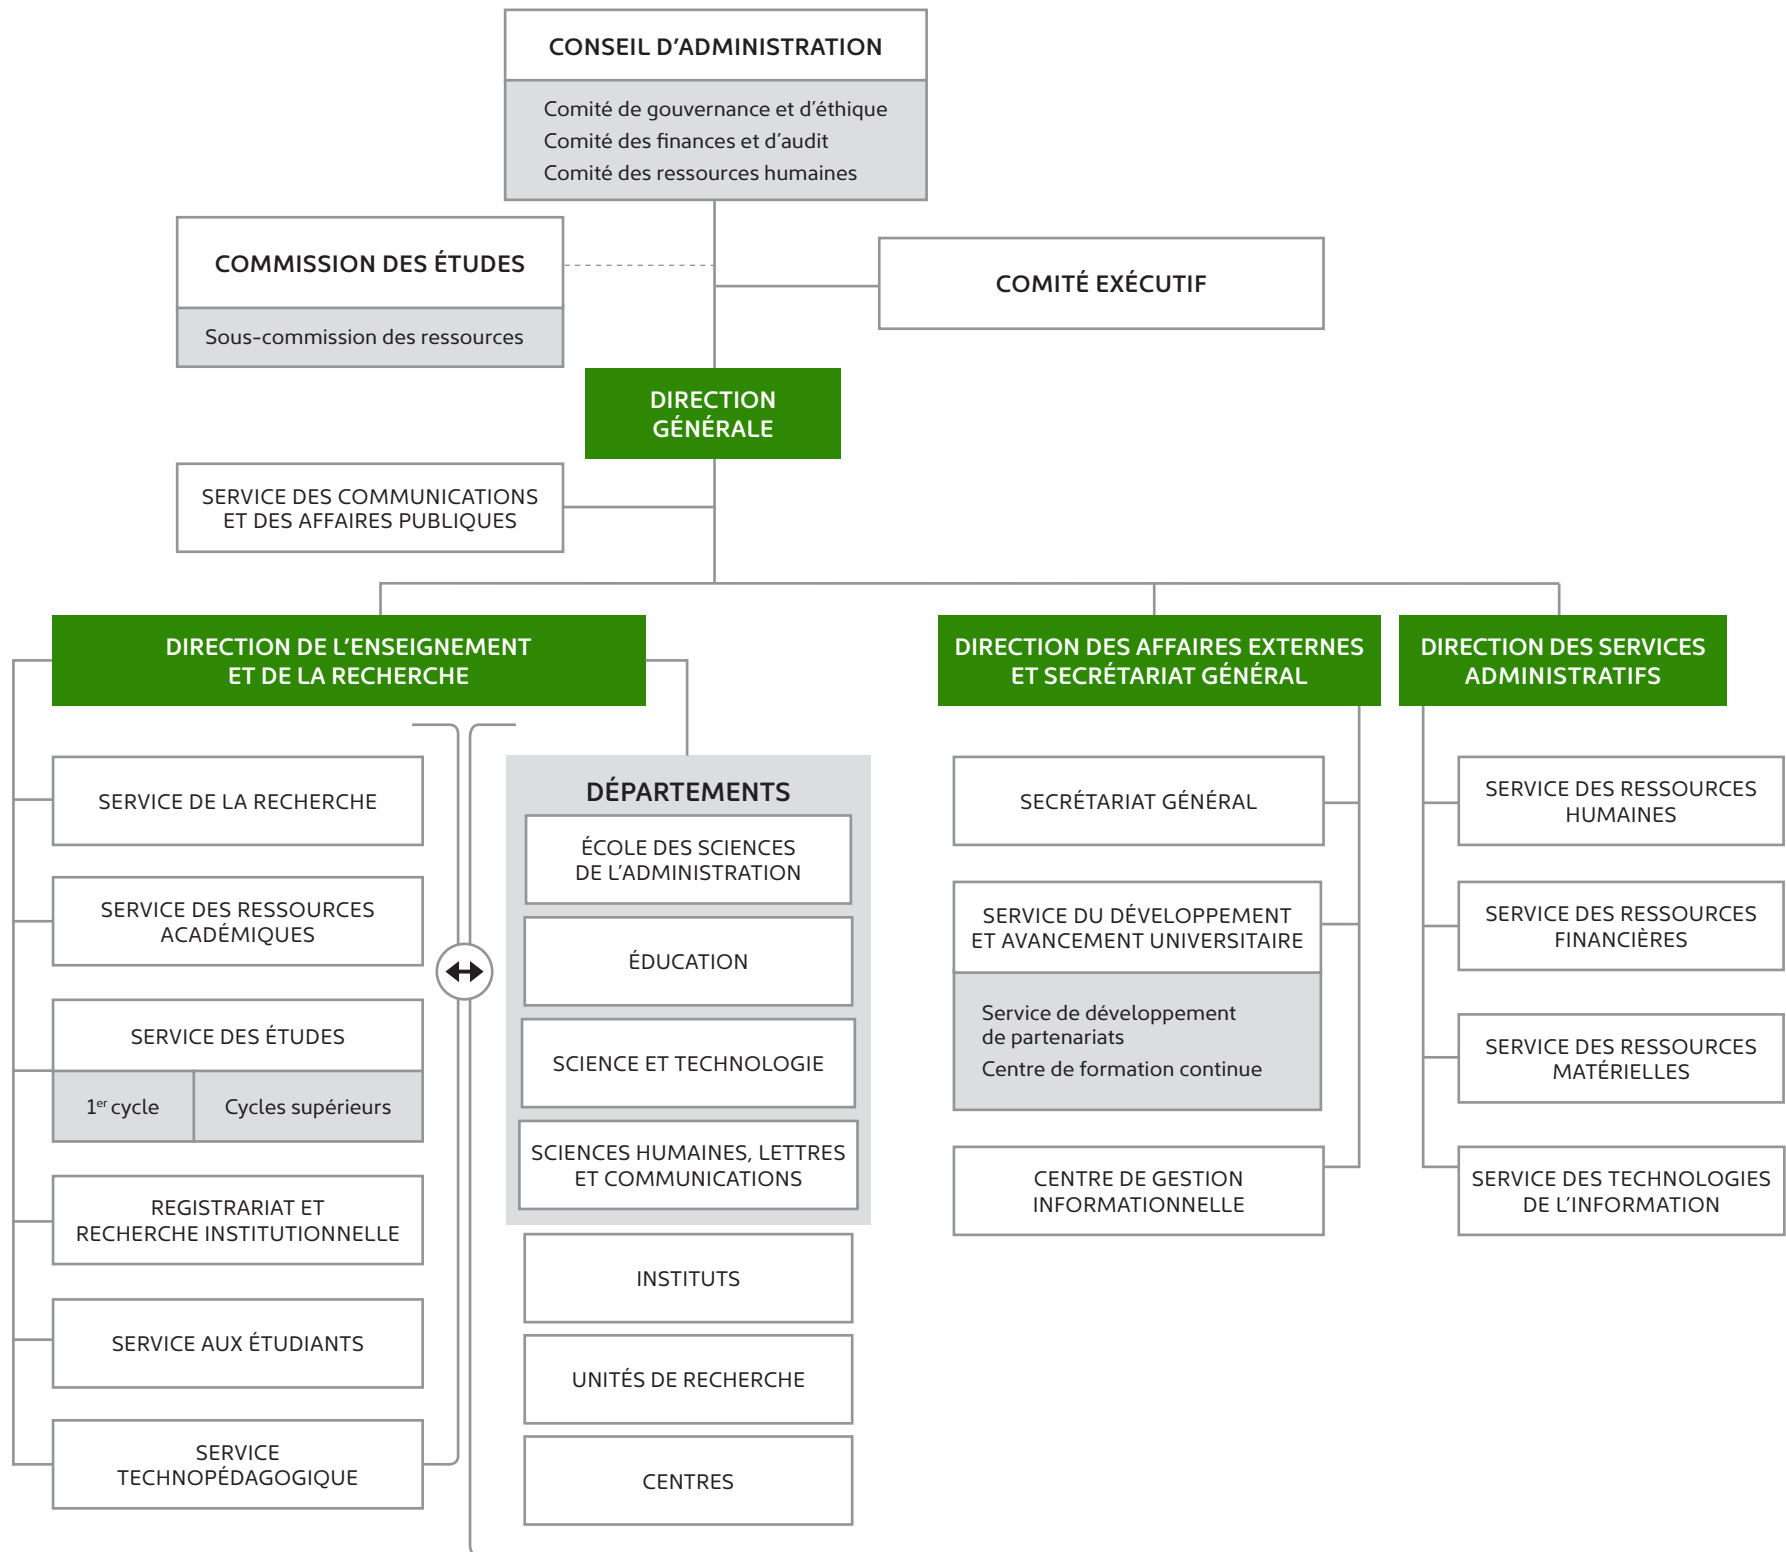 CONSEIL D’ADMINISTRATION
Comité de gouvernance et d’éthique
Comité des finances et d’audit
Comité des ressources humaines
COMMISSION DES ÉTUDES
Sous-commission des ressources
COMITÉ EXÉCUTIF
DIRECTION
GÉNÉRALE
SERVICE DES COMMUNICATIONS
ET DES AFFAIRES PUBLIQUES
DIRECTION DE L’ENSEIGNEMENT
ET DE LA RECHERCHE
SERVICE DE LA RECHERCHE
SERVICE DES RESSOURCES
ACADÉMIQUES
SERVICE DES ÉTUDES
1er cycle
Cycles supérieurs
REGISTRARIAT ET
RECHERCHE INSTITUTIONNELLE
SERVICE AUX ÉTUDIANTS
SERVICE
TECHNOPÉDAGOGIQUE
DÉPARTEMENTS
ÉCOLE DES SCIENCES
DE L’ADMINISTRATION
ÉDUCATION
SCIENCE ET TECHNOLOGIE
SCIENCES HUMAINES, LETTRES
ET COMMUNICATIONS
INSTITUTS
UNITÉS DE RECHERCHE
CENTRES
DIRECTION DES AFFAIRES EXTERNES
ET SECRÉTARIAT GÉNÉRAL
SECRÉTARIAT GÉNÉRAL
SERVICE DU DÉVELOPPEMENT
ET AVANCEMENT UNIVERSITAIRE
Service de développement
de partenariats
Centre de formation continue
CENTRE DE GESTION
INFORMATIONNELLE
DIRECTION DES SERVICES
ADMINISTRATIFS
SERVICE DES RESSOURCES
HUMAINES
SERVICE DES RESSOURCES
FINANCIÈRES
SERVICE DES RESSOURCES
MATÉRIELLES
SERVICE DES TECHNOLOGIES
DE L’INFORMATION